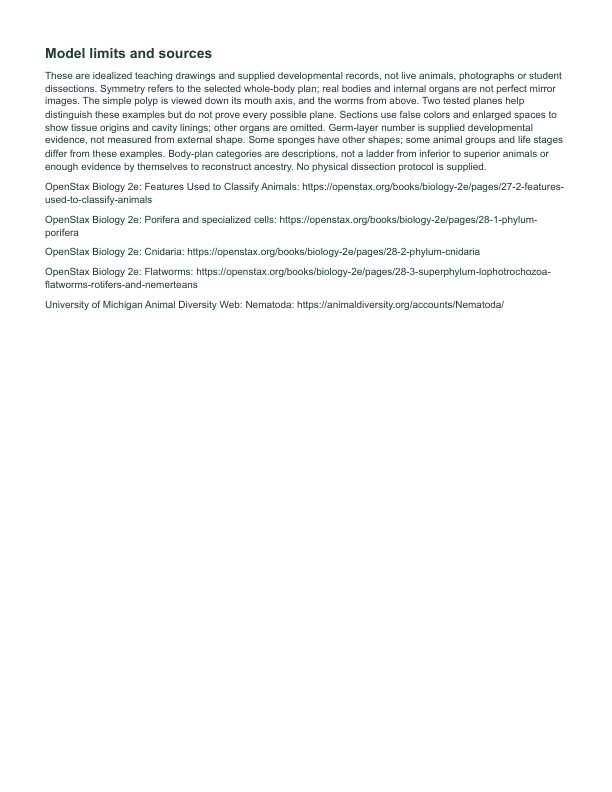 Model limits and sources
These are idealized teaching drawings and supplied developmental records, not live animals, photographs or student
dissections. Symmetry refers to the selected whole-body plan; real bodies and internal organs are not perfect mirror
images. The simple polyp is viewed down its mouth axis, and the worms from above. Two tested planes help
distinguish these examples but do not prove every possible plane. Sections use false colors and enlarged spaces to
show tissue origins and cavity linings; other organs are omitted. Germ-layer number is supplied developmental
evidence, not measured from external shape. Some sponges have other shapes; some animal groups and life stages
differ from these examples. Body-plan categories are descriptions, not a ladder from inferior to superior animals or
enough evidence by themselves to reconstruct ancestry. No physical dissection protocol is supplied.
OpenStax Biology 2e: Features Used to Classify Animals: https://openstax.org/books/biology-2e/pages/27-2-features-
used-to-classify-animals
OpenStax Biology 2e: Porifera and specialized cells: https://openstax.org/books/biology-2e/pages/28-1-phylum-
porifera
OpenStax Biology 2e: Cnidaria: https://openstax.org/books/biology-2e/pages/28-2-phylum-cnidaria
OpenStax Biology 2e: Flatworms: https://openstax.org/books/biology-2e/pages/28-3-superphylum-lophotrochozoa-
flatworms-rotifers-and-nemerteans
University of Michigan Animal Diversity Web: Nematoda: https://animaldiversity.org/accounts/Nematoda/